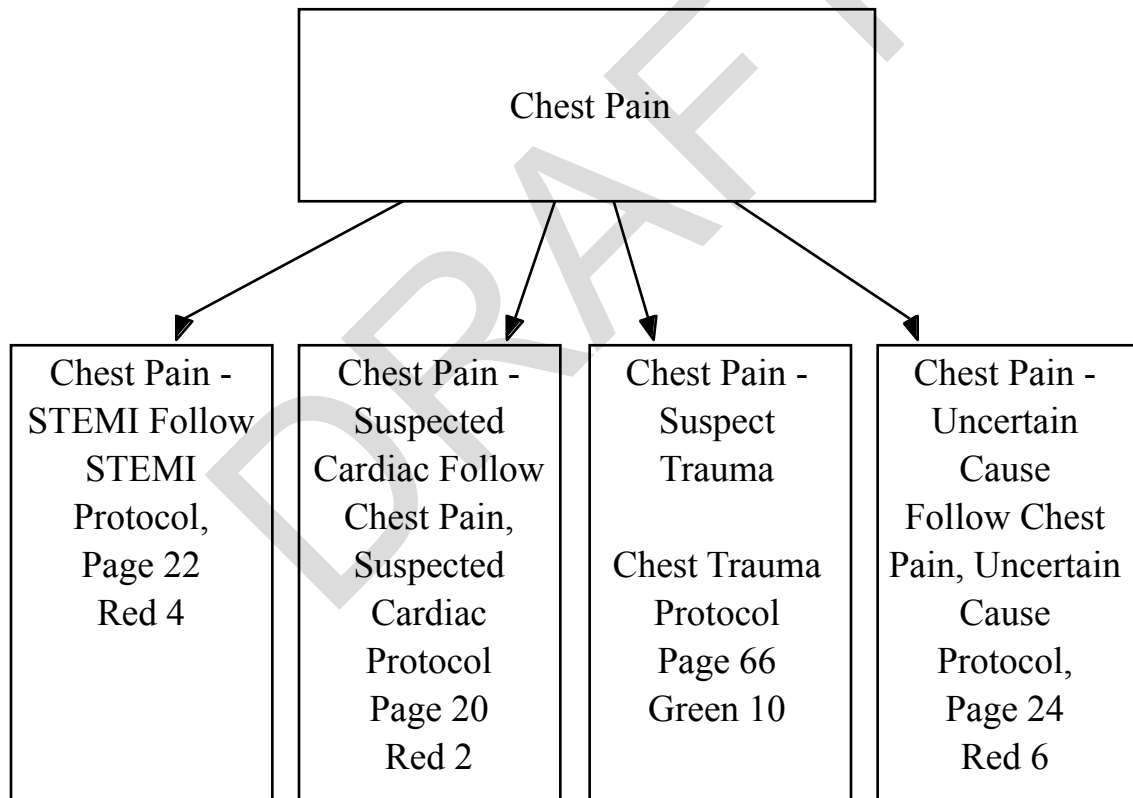 Chest Pain
Chest Pain -
STEMI Follow
STEMI
Protocol,
Page 22
Red 4
Chest Pain -
Suspected
Cardiac Follow
Chest Pain,
Suspected
Cardiac
Protocol
Page 20
Red 2
Chest Pain -
Suspect
Trauma
Chest Trauma
Protocol
Page 66
Green 10
Chest Pain -
Uncertain
Cause
Follow Chest
Pain, Uncertain
Cause
Protocol,
Page 24
Red 6
DRAFT